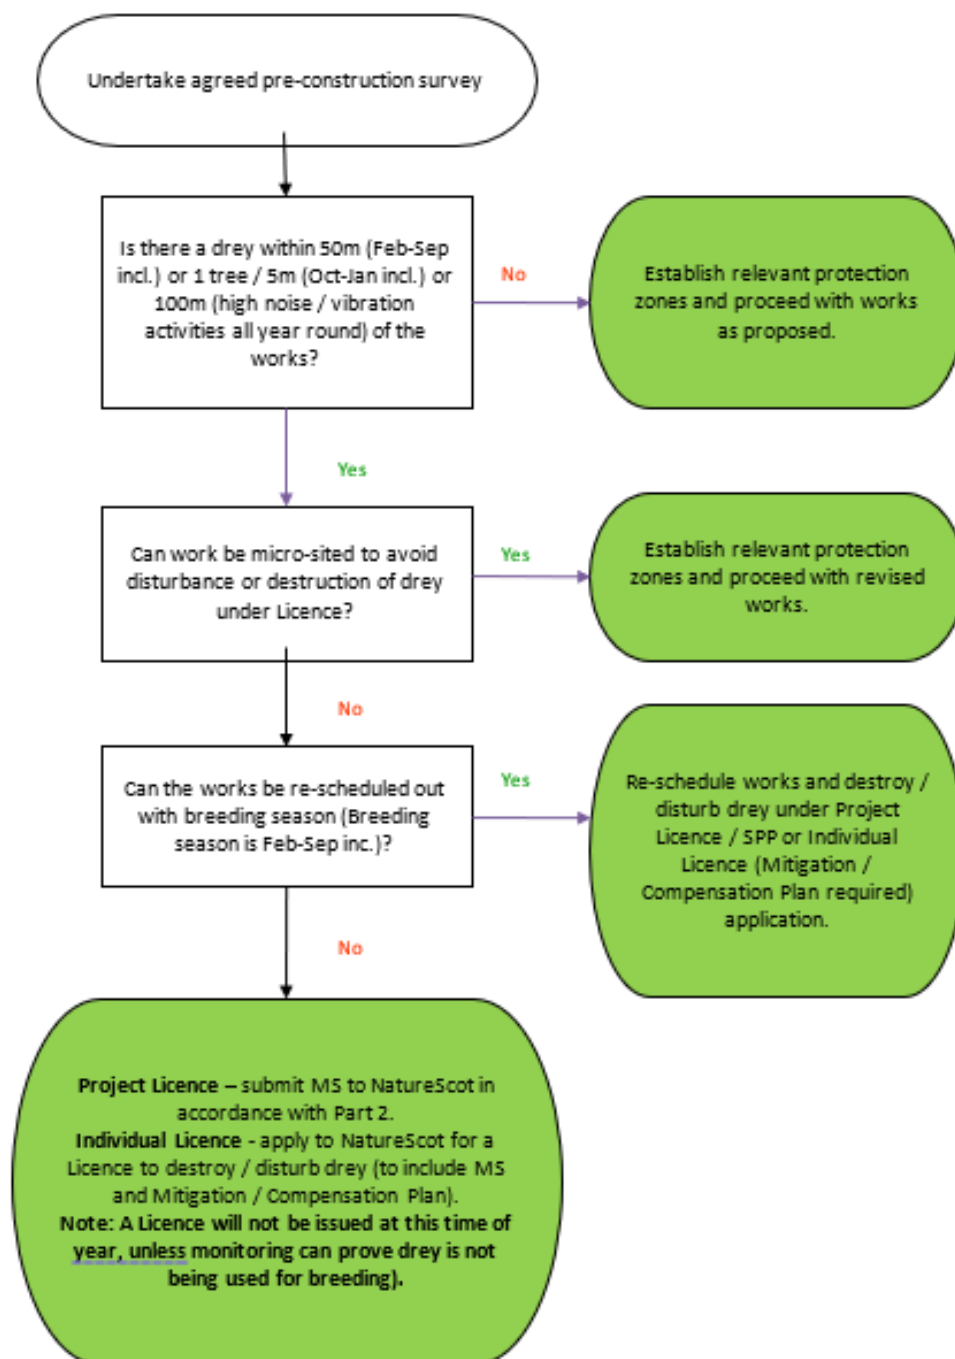 Undertake agreed pre-construction survey
Is there a drey within 50m (Feb-Sep
incl.) or 1 tree / 5m (Oct-Jan incl.) or
100m (high noise / vibration
activities all year round) of the
works?
No
Establish relevant protection
zones and proceed with works
as proposed.
Yes
Can work be micro-sited to avoid
disturbance or destruction of drey
under Licence?
Yes
Establish relevant protection
zones and proceed with revised
works.
No
Can the works be re-scheduled out
with breeding season (Breeding
season is Feb-Sep inc.)?
Yes
Re-schedule works and destroy /
disturb drey under Project
Licence / SPP or Individual
Licence (Mitigation /
Compensation Plan required)
application.
No
Project Licence – submit MS to NatureScot in
accordance with Part 2.
Individual Licence - apply to NatureScot for a
Licence to destroy / disturb drey (to include MS
and Mitigation / Compensation Plan).
Note: A Licence will not be issued at this time of
year, unless monitoring can prove drey is not
being used for breeding).